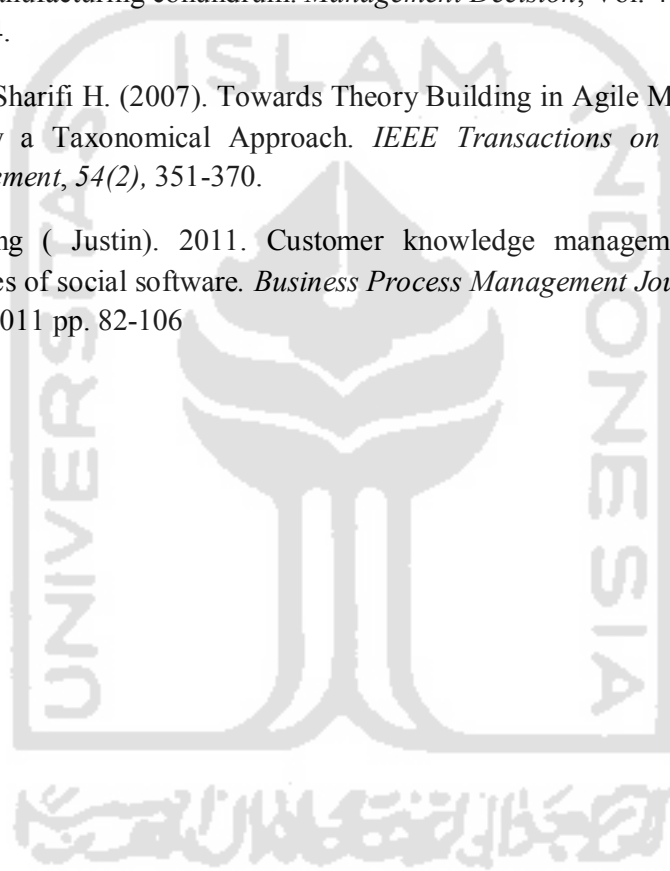 conundrum. Management Decision, Vol.
Sharifi H. (2007). Towards Theory Building in Agile M
a Taxonomical Approach. IEEE Transactions on
ement, 54(2), 351-370.
ng ( Justin). 2011. Customer knowledge managem
es of social software. Business Process Management Jou
011 pp. 82-106
ISLAM
UNIVERSITAS
INDONESIA